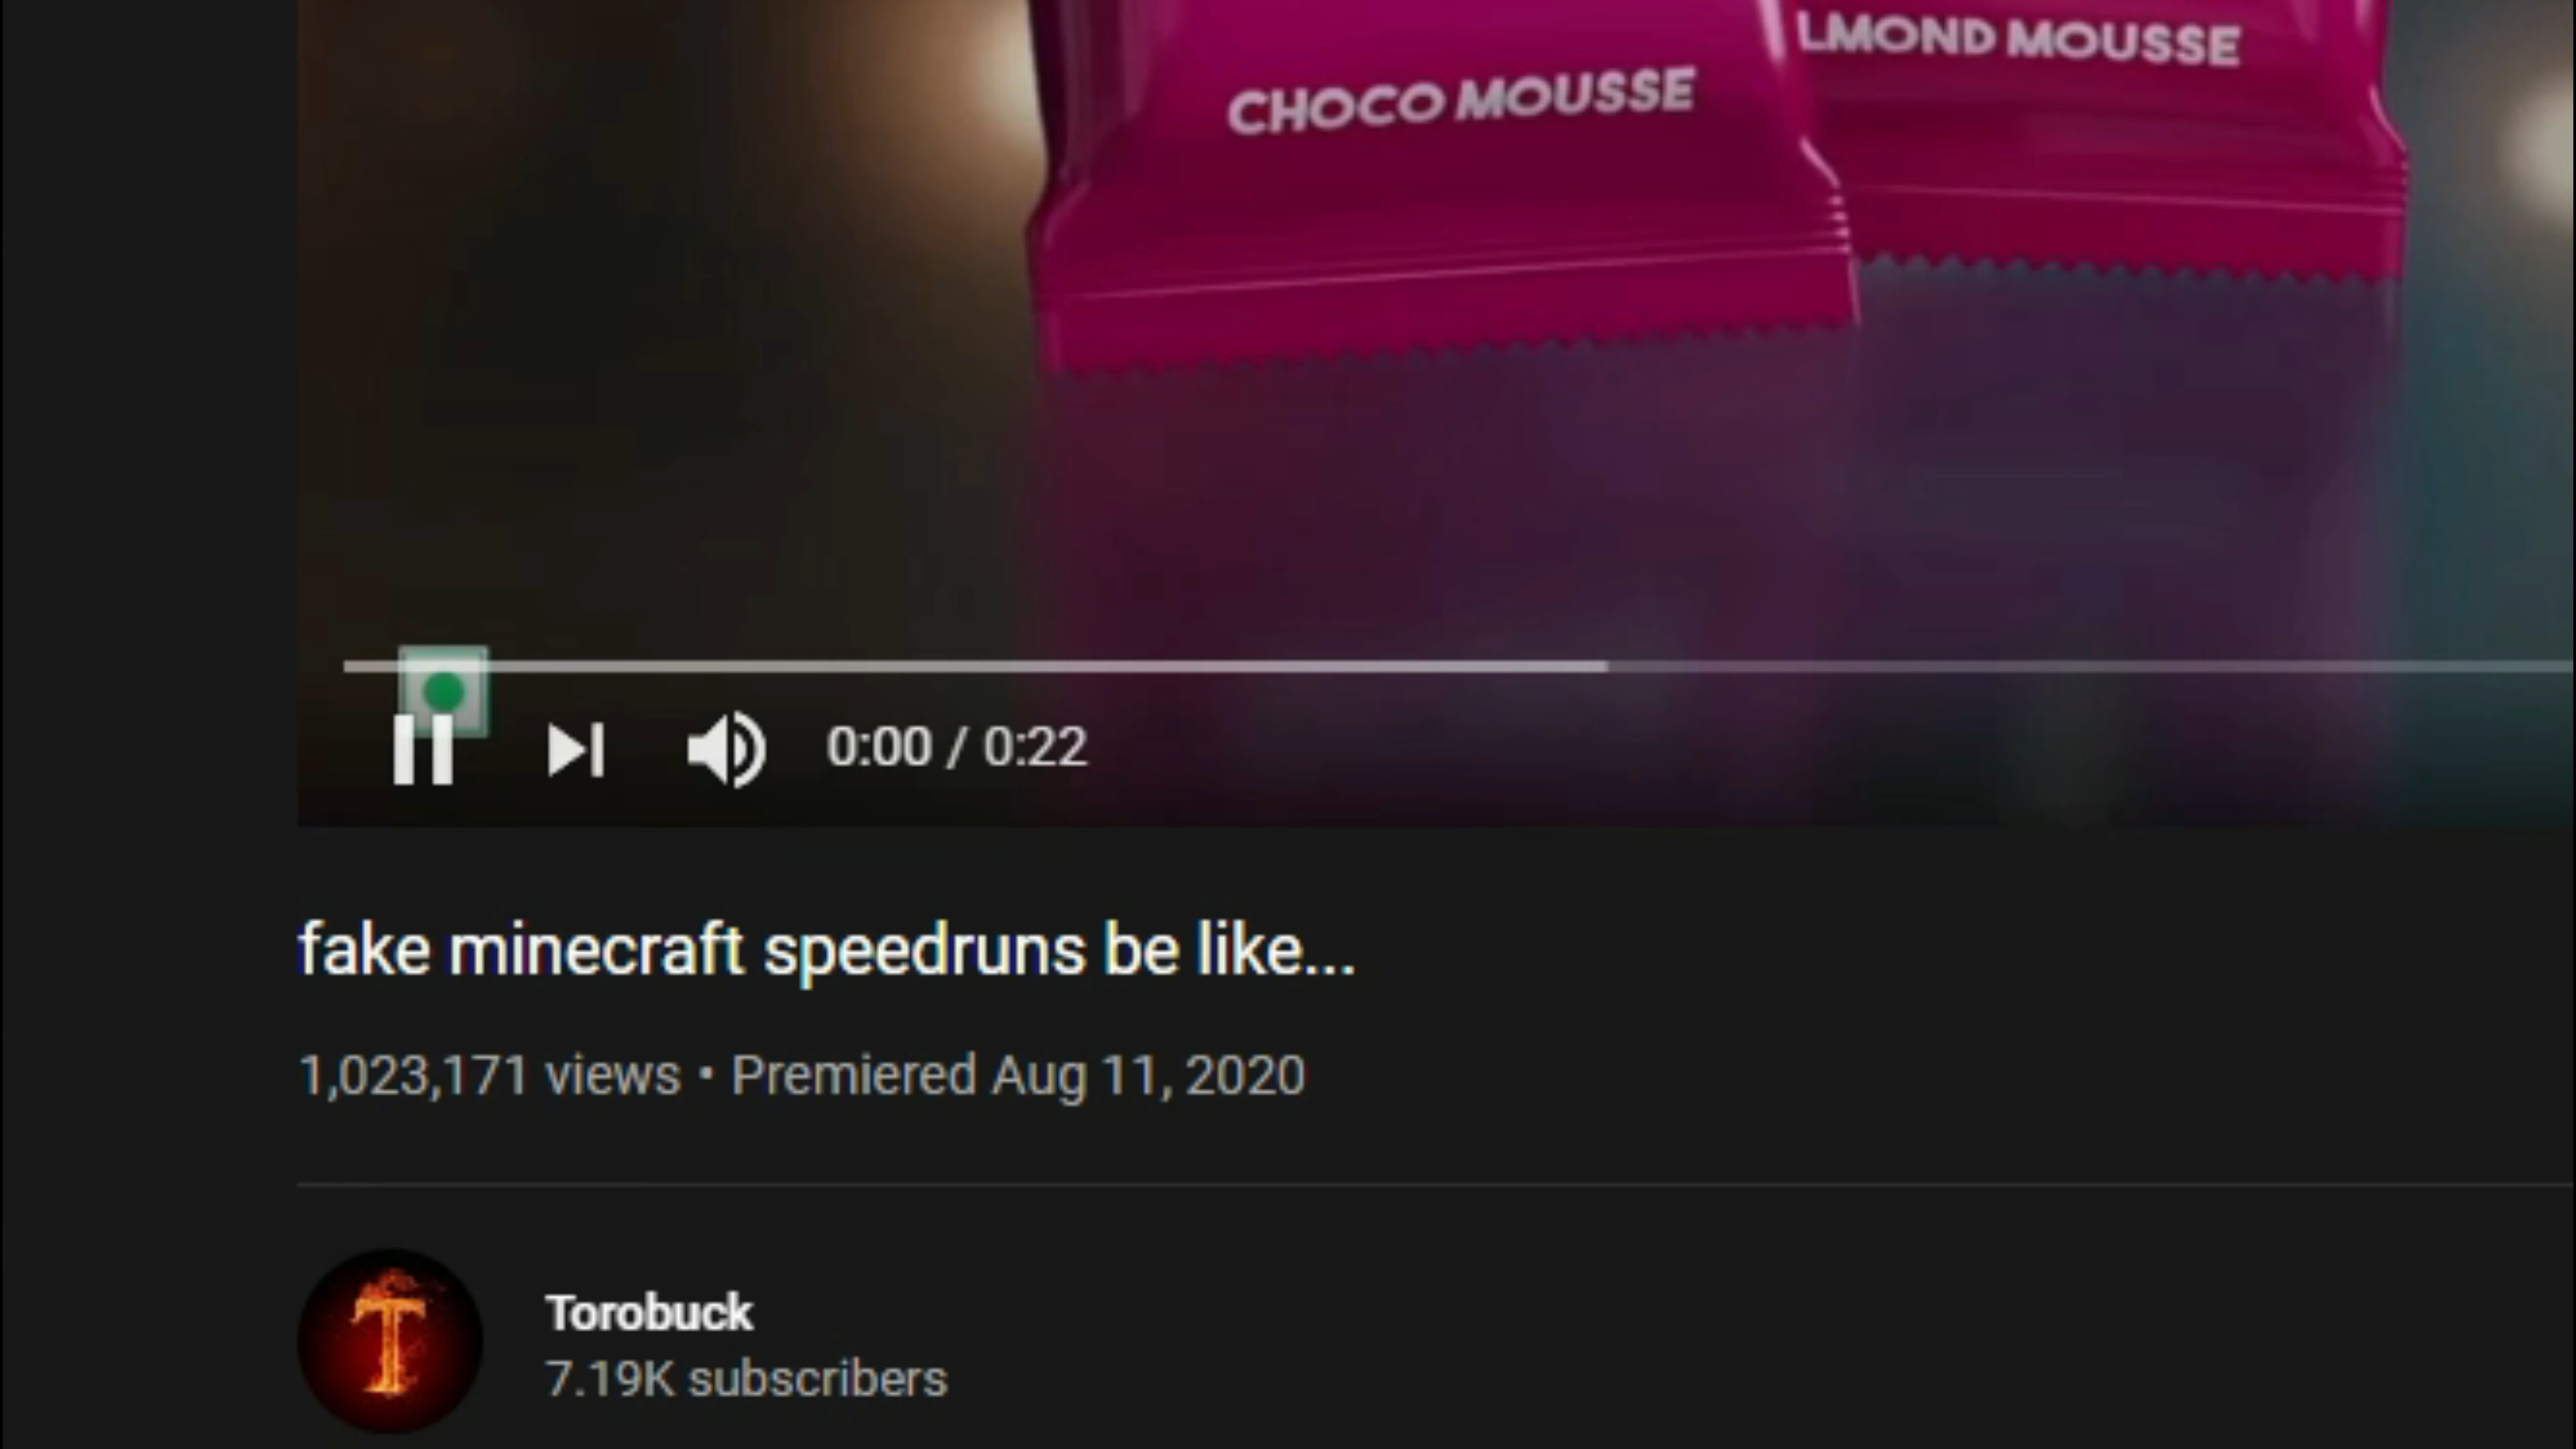 LMOND MOUSSE
CHOCO MOUSSE
0:00 / 0:22
fake minecraft speedruns be like...
1,023,171 views • Premiered Aug 11, 2020
T
Torobuck
7.19K subscribers